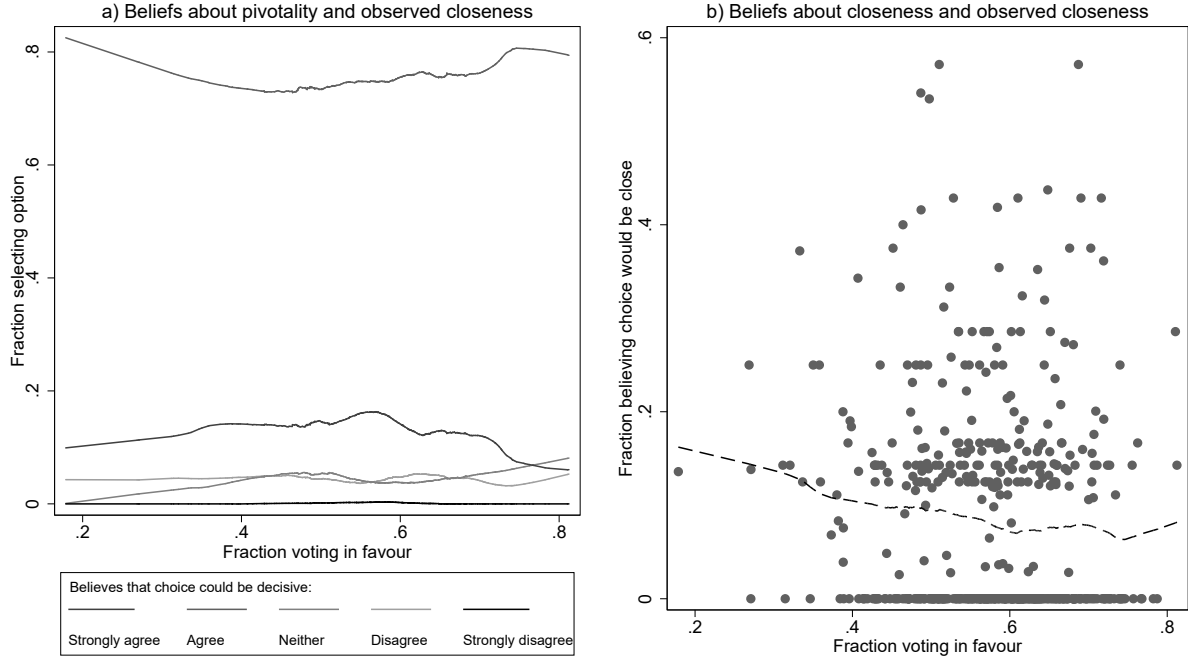 a) Beliefs about pivotality and observed closeness
Fraction selecting option
.8
.6
.4
.2
0
.2
.4
.6
.8
Fraction voting in favour
Believes that choice could be decisive:
Strongly agree
Agree
Neither
Disagree
Strongly disagree
b) Beliefs about closeness and observed closeness
Fraction believing choice would be close
.6
.4
.2
0
.2
.4
.6
.8
Fraction voting in favour